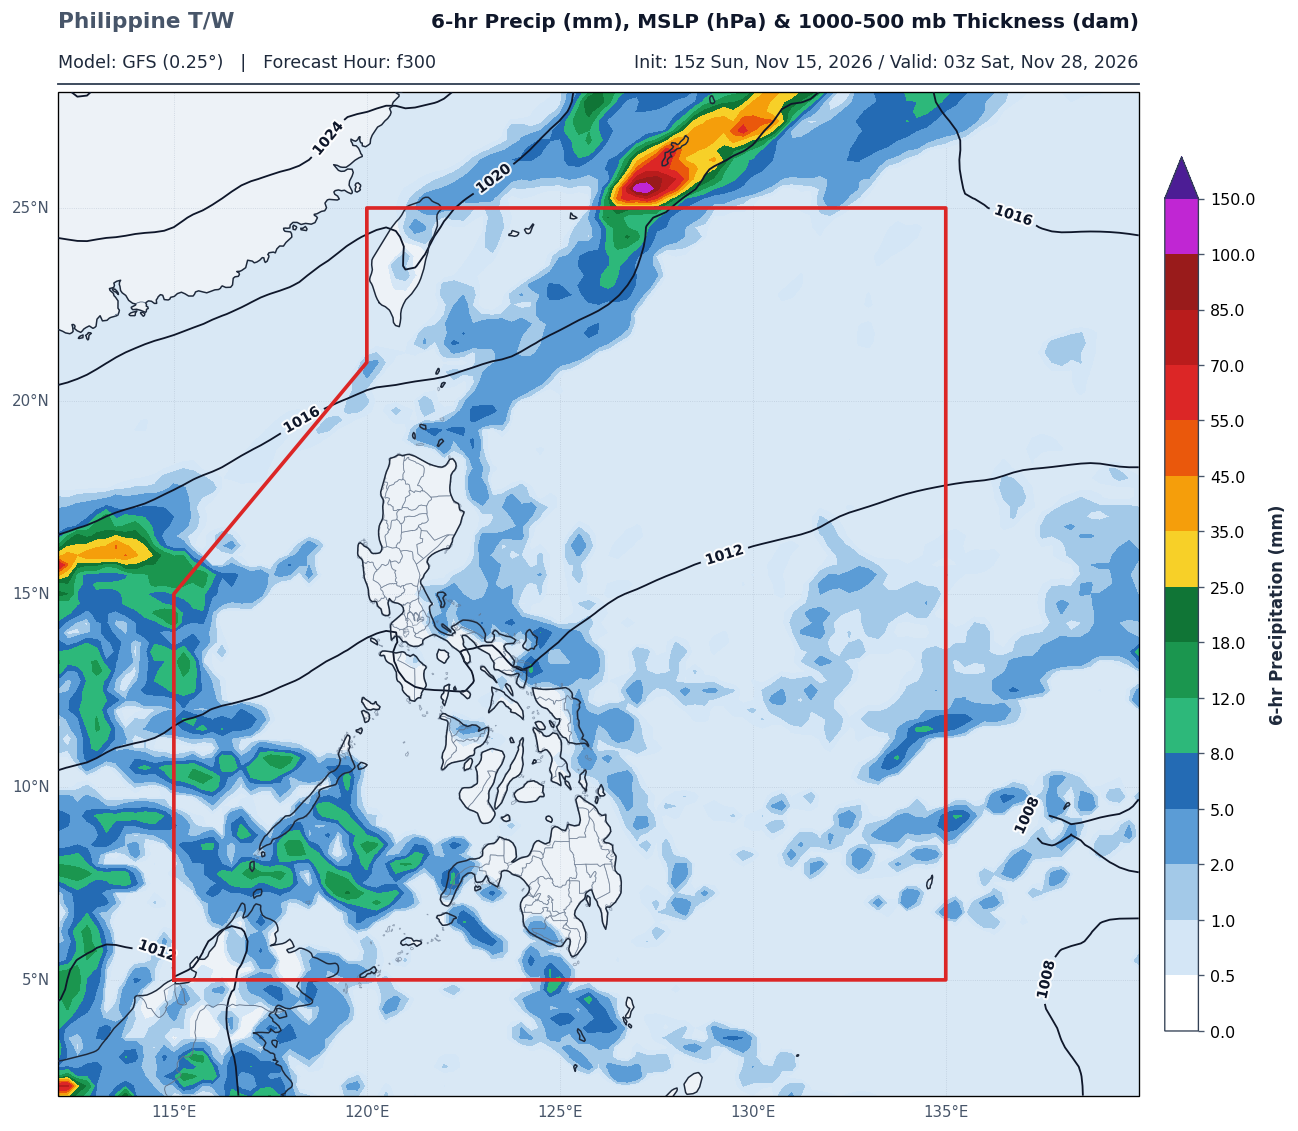 Philippine T/W
6-hr Precip (mm), MSLP (hPa) & 1000-500 mb Thickness (dam)
Model: GFS (0.25°)   |   Forecast Hour: f300
Init: 15z Sun, Nov 15, 2026 / Valid: 03z Sat, Nov 28, 2026
1024
1020
1016
1016
1012
1008
1012
1008
25°N
20°N
15°N
10°N
5°N
115°E
120°E
125°E
130°E
135°E
150.0
100.0
85.0
70.0
55.0
45.0
35.0
25.0
18.0
12.0
8.0
5.0
2.0
1.0
0.5
0.0
6-hr Precipitation (mm)